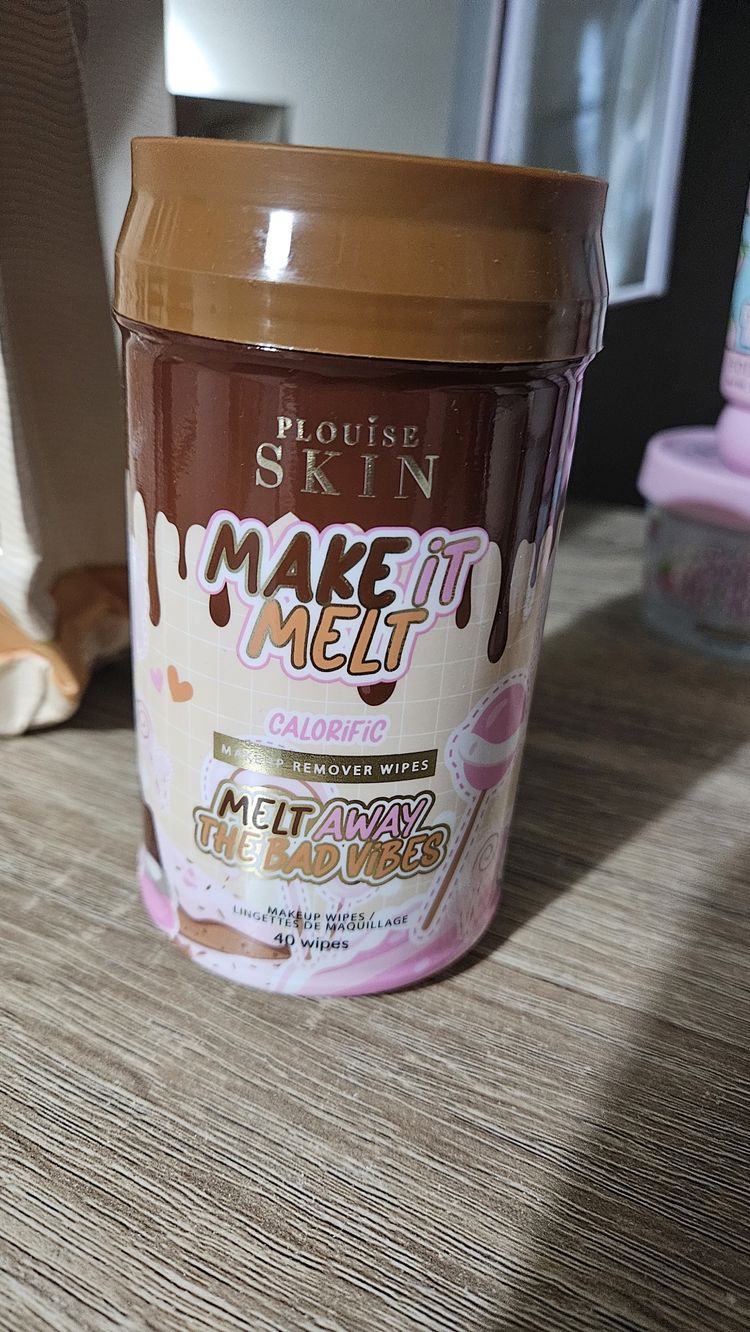 PLOUiSE
SKIN
MAKE iT
MELT
CALORiFiC
MAKEUP REMOVER WIPES
MELT AWAY
THE BAD ViBES
MAKEUP WIPES /
LINGETTES DE MAQUILLAGE
40 wipes